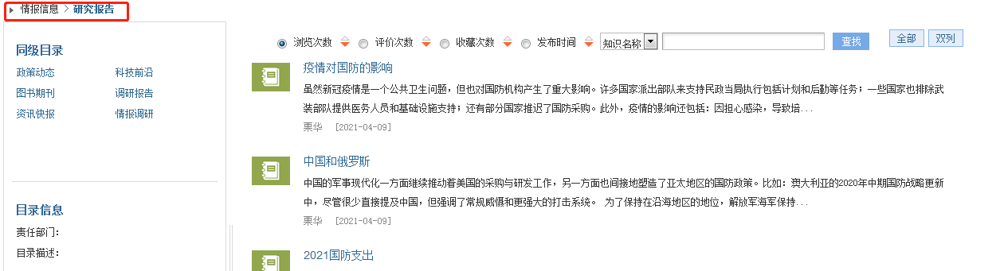 情报信息 > 研究报告
同级目录
政策动态 科技前沿
图书期刊 调研报告
资讯快报 情报调研
目录信息
责任部门：
目录描述：
浏览次数 评价次数 收藏次数 发布时间 知识名称 查找 全部 双列
疫情对国防的影响
虽然新冠疫情是一个公共卫生问题，但也对国防机构产生了重大影响。许多国家派出部队来支持民政当局执行包括计划和后勤等任务；一些国家也排除武
装部队提供医务人员和基础设施支持；还有部分国家推迟了国防采购。此外，疫情的影响还包括：因担心感染，导致培...
栗华 [2021-04-09]
中国和俄罗斯
中国的军事现代化一方面继续推动着美国的采购与研发工作，另一方面也间接地塑造了亚太地区的国防政策。比如：澳大利亚的2020年中期国防战略更新
中，尽管很少直接提及中国，但强调了常规威慑和更强大的打击系统。 为了保持在沿海地区的地位，解放军海军保持...
栗华 [2021-04-09]
2021国防支出